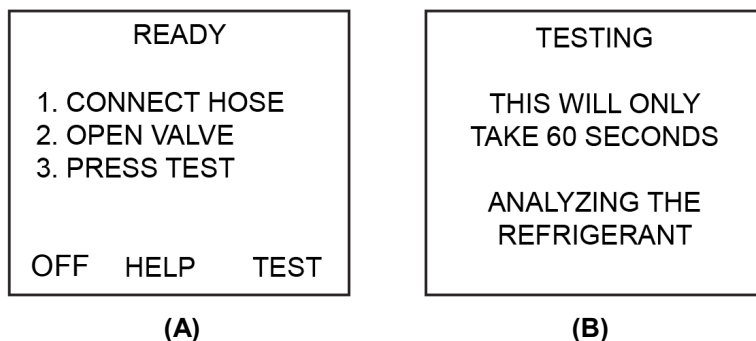 READY
1. CONNECT HOSE
2. OPEN VALVE
3. PRESS TEST
OFF HELP TEST
(A)
TESTING
THIS WILL ONLY
TAKE 60 SECONDS
ANALYZING THE
REFRIGERANT
(B)